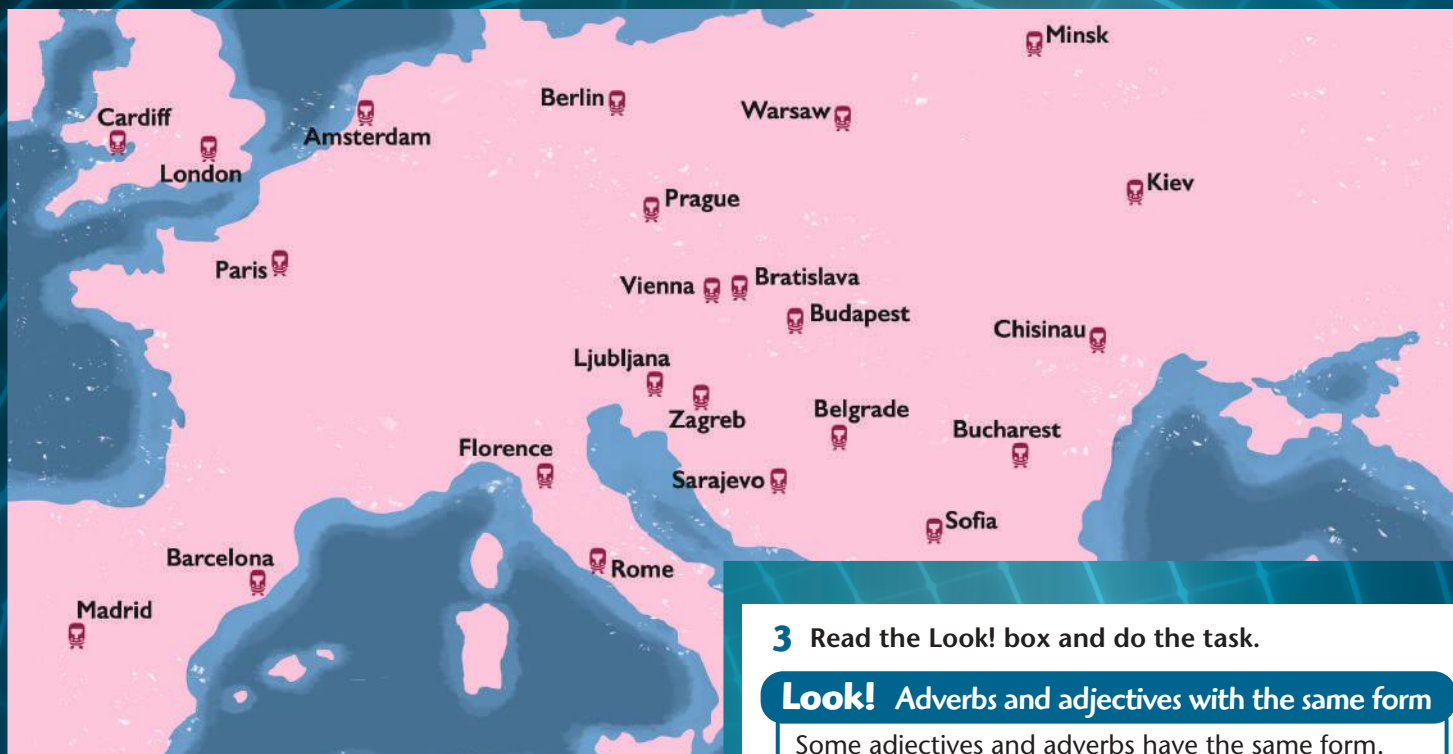 Minsk
Berlin
Warsaw
Cardiff
Amsterdam
London
Kiev
Prague
Paris
Vienna
Bratislava
Budapest
Chisinau
Ljubljana
Zagreb
Belgrade
Bucharest
Florence
Sarajevo
Sofia
Barcelona
Rome
Madrid
3 Read the Look! box and do the task.
Look! Adverbs and adjectives with the same form
Some adjectives and adverbs have the same form.